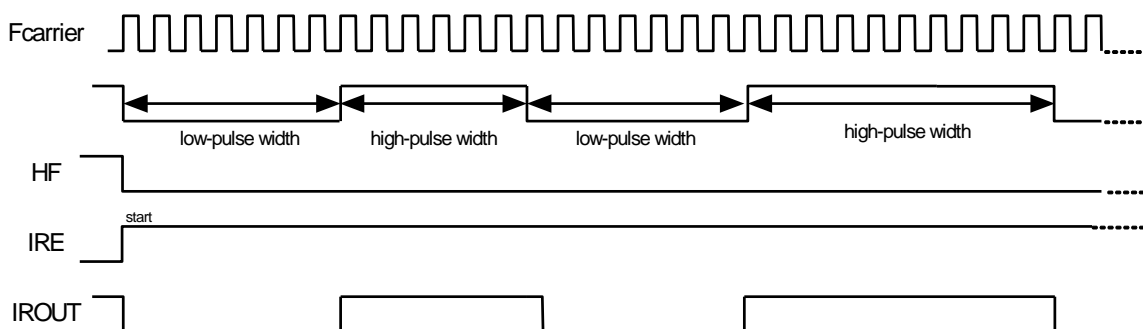 Fcarrier
low-pulse width
high-pulse width
low-pulse width
high-pulse width
HF
start
IRE
IROUT